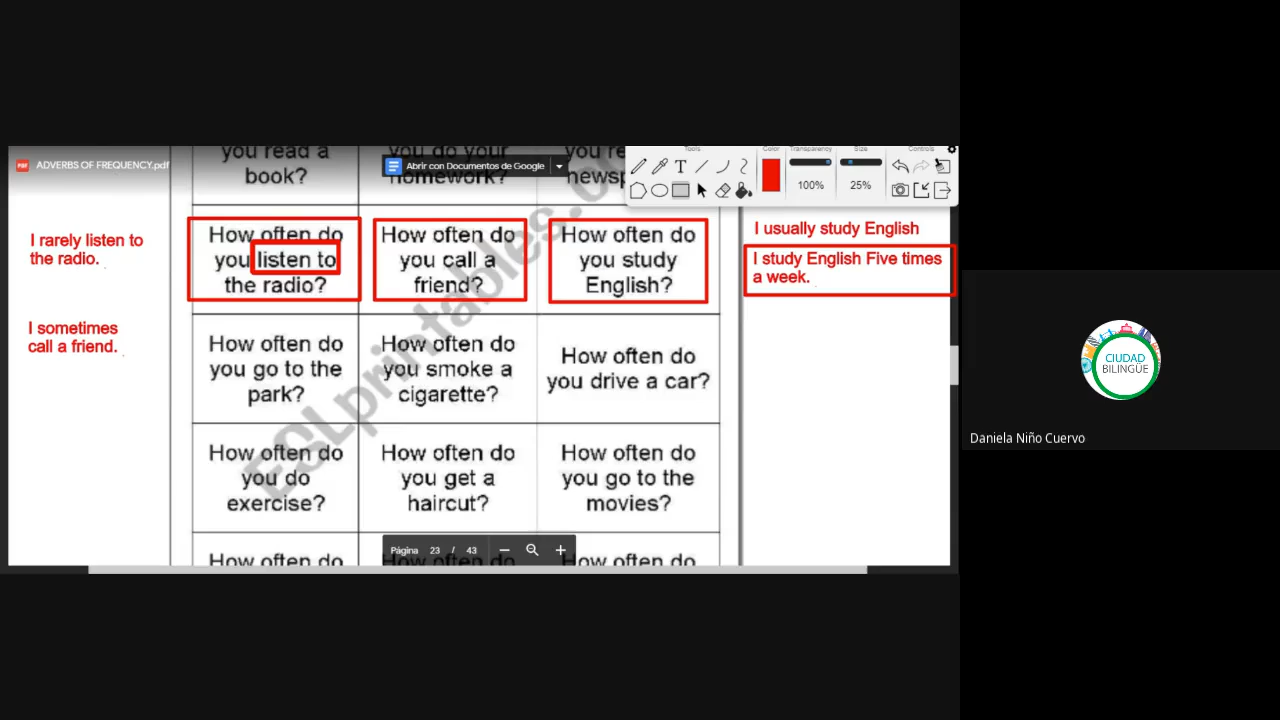 ADVERBS OF FREQUENCY.pdf
Abrir con Documentos de Google
Tools
Color
Transparency
Size
Controls
100%
25%
you read a
book?
you do your
homework?
I rarely listen to
the radio.
I sometimes
call a friend.
How often do
you listen to
the radio?
How often do
you call a
friend?
How often do
you study
English?
I usually study English
I study English Five times
a week.
How often do
you go to the
park?
How often do
you smoke a
cigarette?
How often do
you drive a car?
How often do
you do
exercise?
How often do
you get a
haircut?
How often do
you go to the
movies?
How often do
How often do
How often do
Página 23 / 43
ESLprintables.
CIUDAD
BILINGÜE
Daniela Niño Cuervo